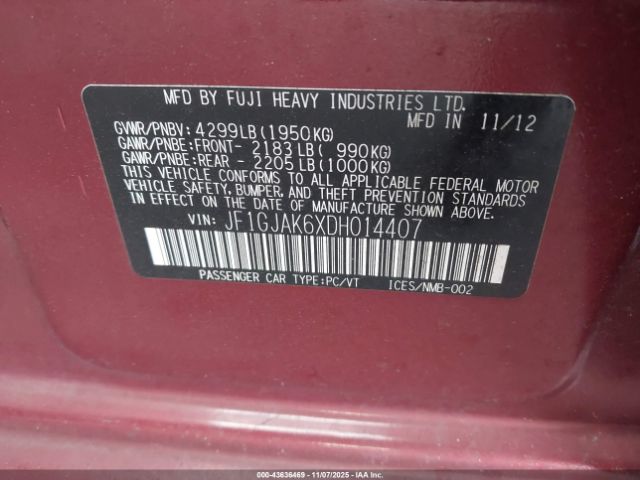 MFD BY FUJI HEAVY INDUSTRIES LTD.
MFD IN 11/12
GVWR/PNBV: 4299LB(1950KG)
GAWR/PNBE:FRONT- 2183LB( 990KG)
GAWR/PNBE:REAR - 2205LB(1000KG)
THIS VEHICLE CONFORMS TO ALL APPLICABLE FEDERAL MOTOR
VEHICLE SAFETY, BUMPER, AND THEFT PREVENTION STANDARDS
IN EFFECT ON THE DATE OF MANUFACTURE SHOWN ABOVE.
VIN: JF1GJAK6XDH014407
PASSENGER CAR TYPE:PC/VT ICES/NMB-002
000-43636469 - 11/07/2025 - IAAI.COM